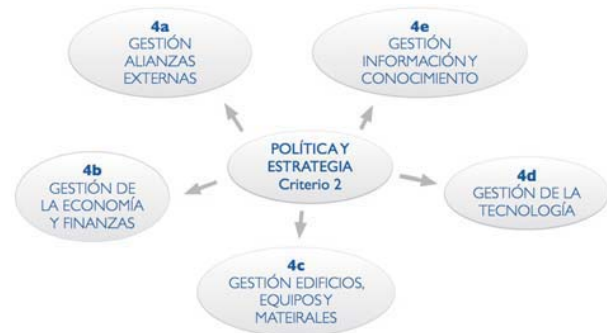 4a
GESTIÓN
ALIANZAS
EXTERNAS
4e
GESTIÓN
INFORMACIÓN Y
CONOCIMIENTO
POLÍTICA Y
ESTRATEGIA
Criterio 2
4b
GESTIÓN DE
LA ECONOMÍA
Y FINANZAS
4d
GESTIÓN DE LA
TECNOLOGÍA
4c
GESTIÓN EDIFICIOS,
EQUIPOS Y
MATEIRALES